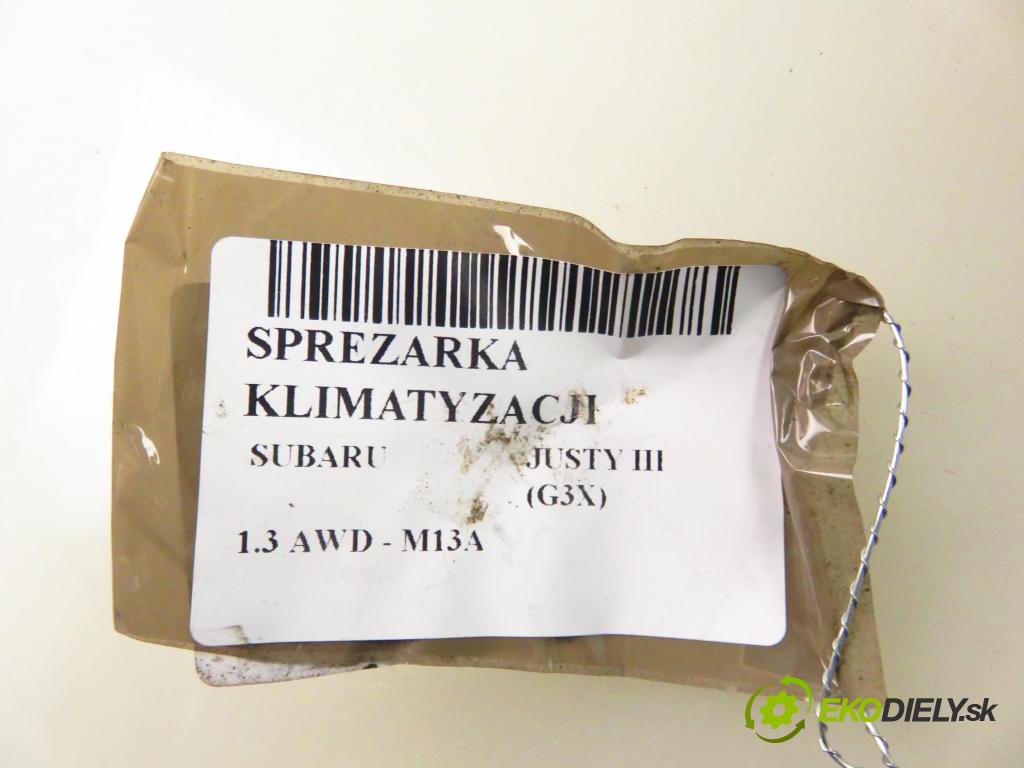 SPREZARKA
KLIMATYZACJI
SUBARU JUSTY III
(G3X)
1.3 AWD - M13A
EKODIELY.sk